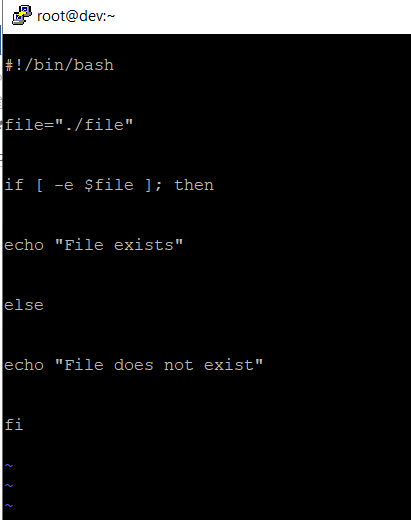 root@dev:~
#!/bin/bash
file="./file"
if [ -e $file ]; then
echo "File exists"
else
echo "File does not exist"
fi
~
~
~